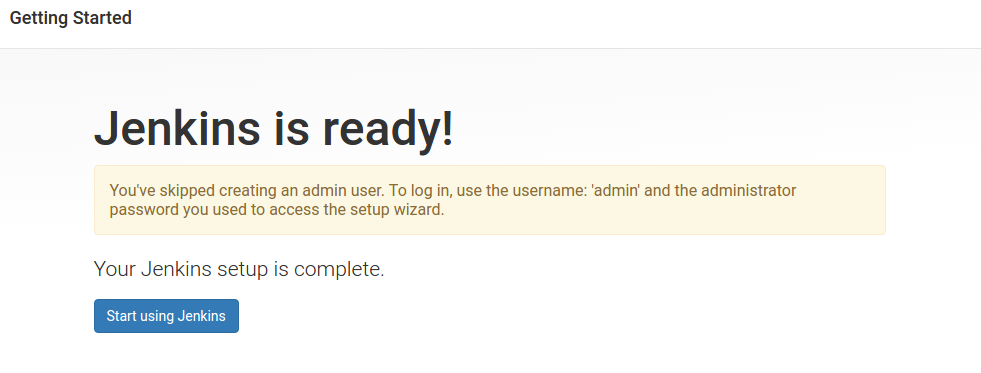 Getting Started
Jenkins is ready!
You've skipped creating an admin user. To log in, use the username: 'admin' and the administrator
password you used to access the setup wizard.
Your Jenkins setup is complete.
Start using Jenkins